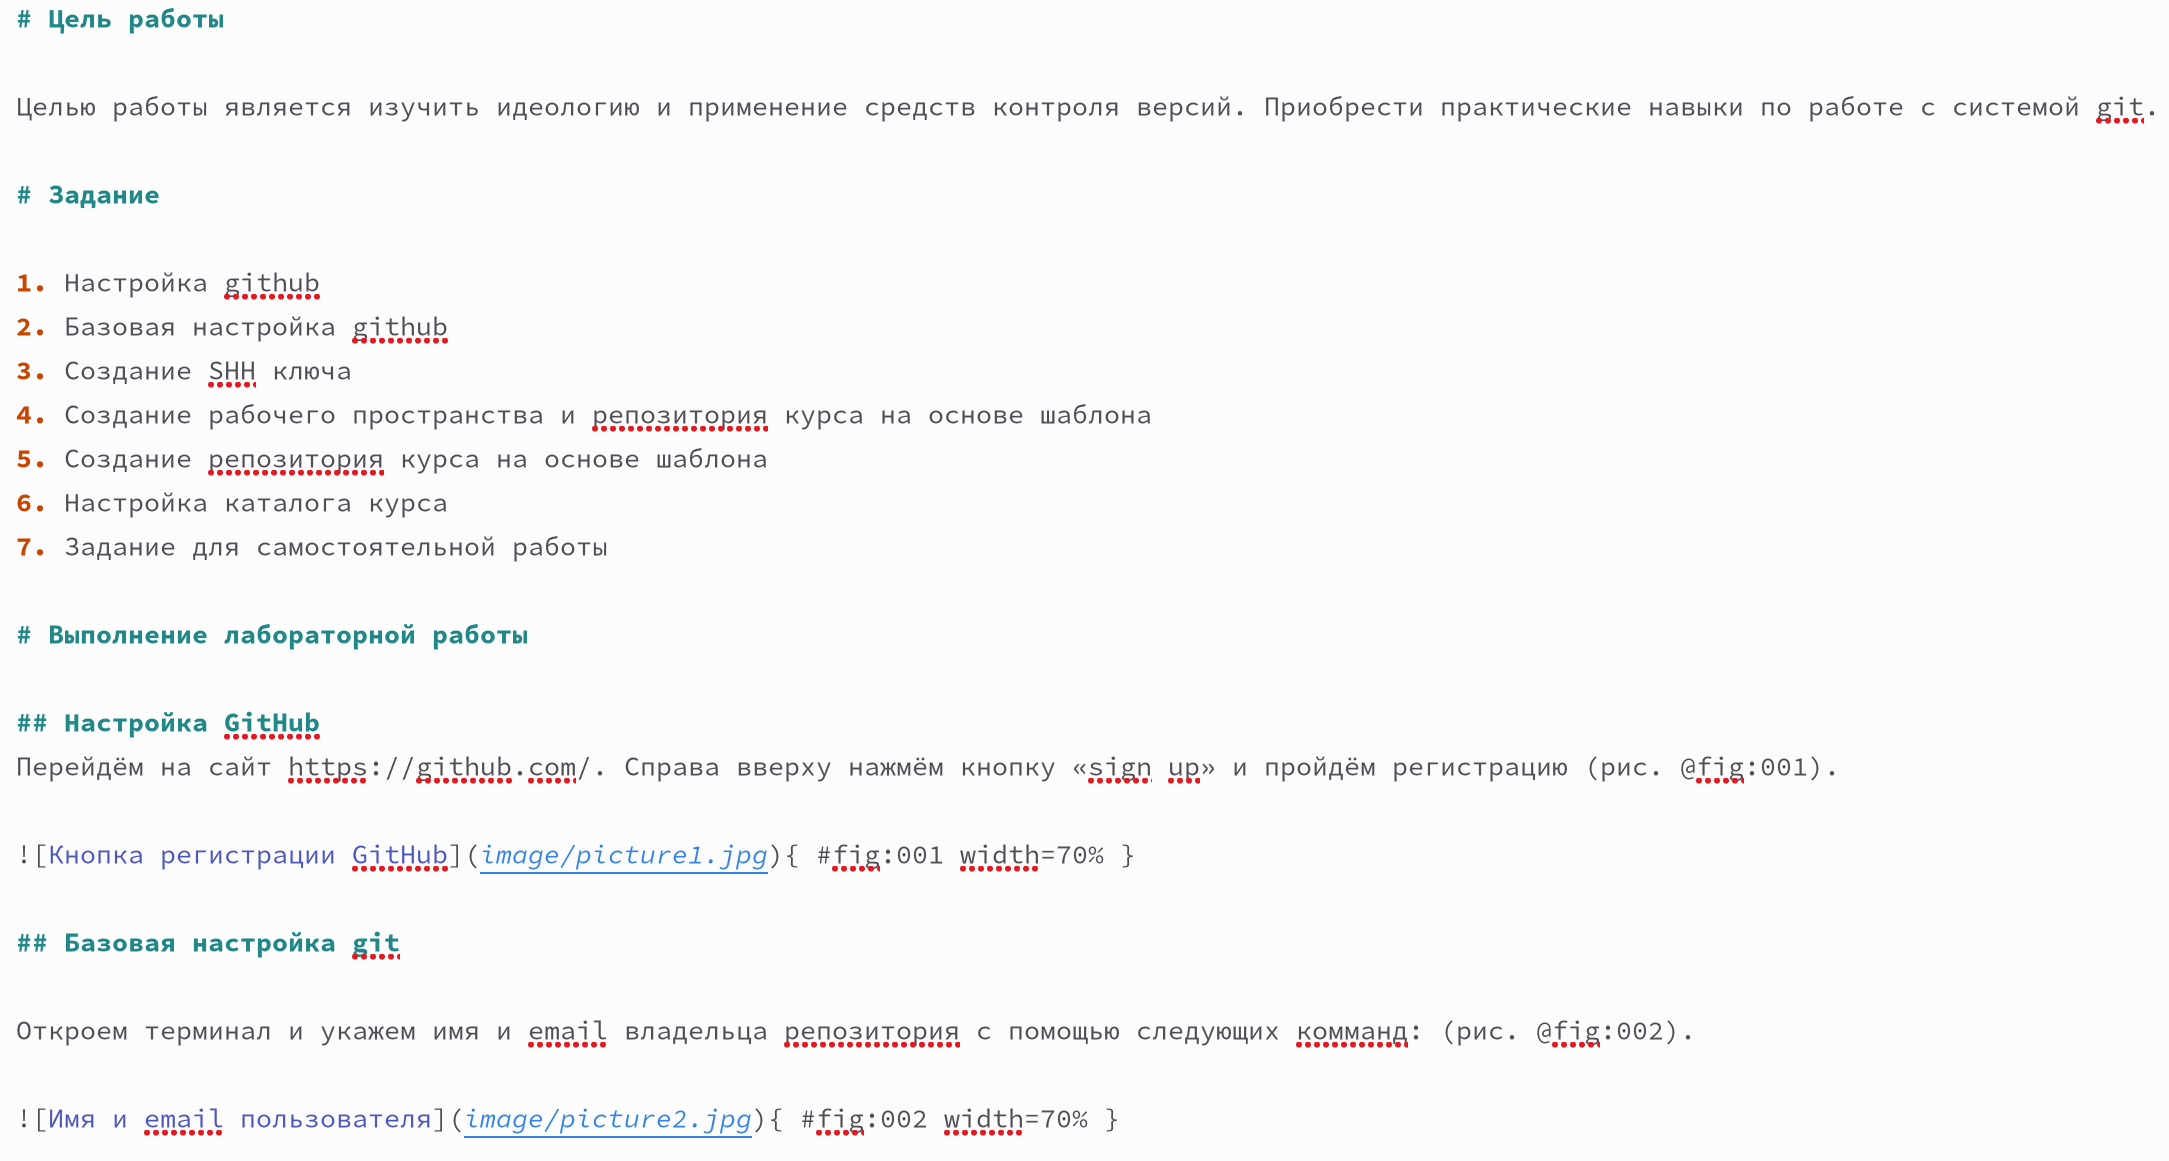 # Цель работы
Целью работы является изучить идеологию и применение средств контроля версий. Приобрести практические навыки по работе с системой git.
# Задание
1. Настройка github
2. Базовая настройка github
3. Создание SHH ключа
4. Создание рабочего пространства и репозитория курса на основе шаблона
5. Создание репозитория курса на основе шаблона
6. Настройка каталога курса
7. Задание для самостоятельной работы
# Выполнение лабораторной работы
## Настройка GitHub
Перейдём на сайт https://github.com/. Справа вверху нажмём кнопку «sign up» и пройдём регистрацию (рис. @fig:001).
![Кнопка регистрации GitHub](image/picture1.jpg){ #fig:001 width=70% }
## Базовая настройка git
Откроем терминал и укажем имя и email владельца репозитория с помощью следующих комманд: (рис. @fig:002).
![Имя и email пользователя](image/picture2.jpg){ #fig:002 width=70% }